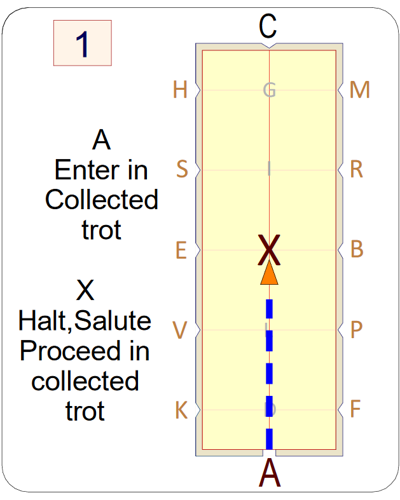 1
C
H G M
A
Enter in
Collected
trot
S I R
E X B
X
Halt,Salute
Proceed in
collected
trot
V L P
K D F
A